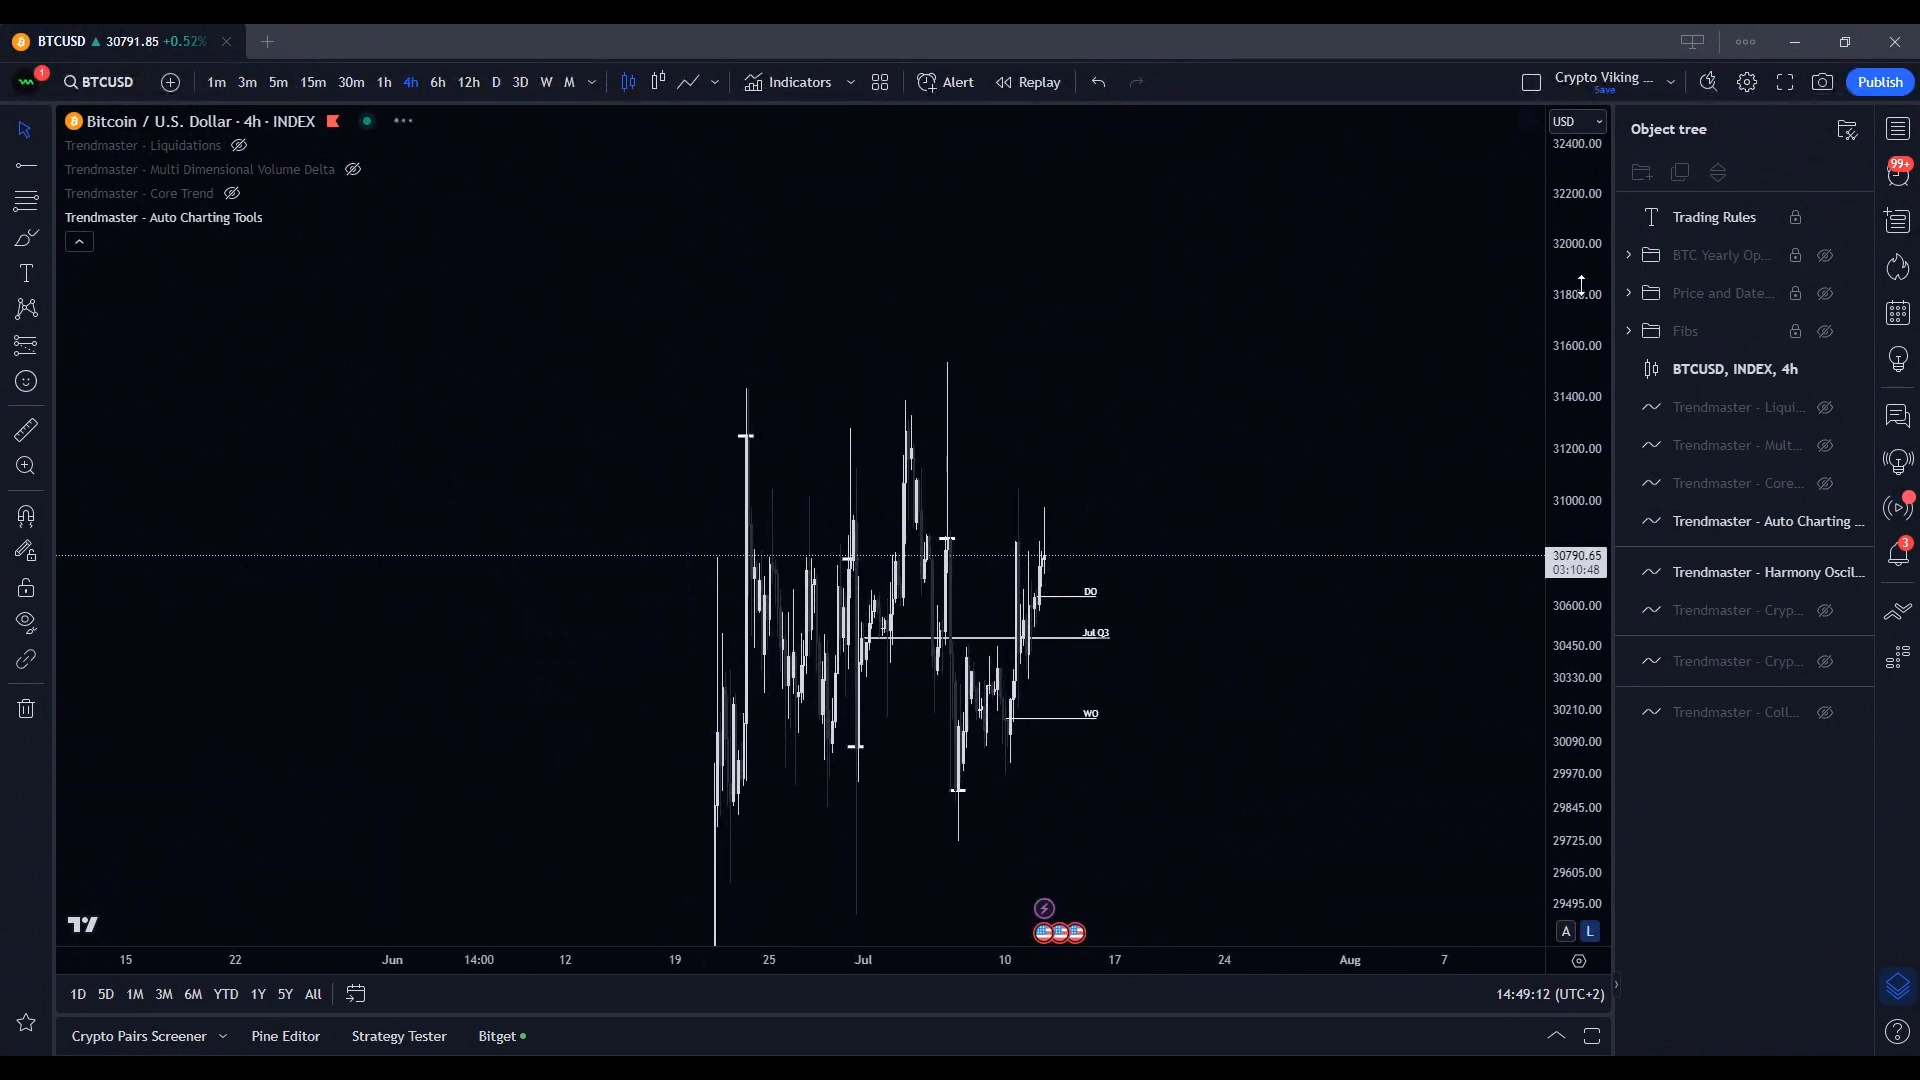 BTCUSD ▲ 30791.85 +0.52%
1 BTCUSD 1m 3m 5m 15m 30m 1h 4h 6h 12h D 3D W M Indicators Alert Replay Crypto Viking ... Save Publish
Bitcoin / U.S. Dollar · 4h · INDEX
Trendmaster - Liquidations
Trendmaster - Multi Dimensional Volume Delta
Trendmaster - Core Trend
Trendmaster - Auto Charting Tools
USD
32400.00
32200.00
32000.00
31800.00
31600.00
31400.00
31200.00
31000.00
30790.65
03:10:48
30600.00
30450.00
30330.00
30210.00
30090.00
29970.00
29845.00
29725.00
29605.00
29495.00
A L
DO
Jul Q3
WO
15 22 Jun 14:00 12 19 25 Jul 10 17 24 Aug 7
1D 5D 1M 3M 6M YTD 1Y 5Y All 14:49:12 (UTC+2)
Crypto Pairs Screener Pine Editor Strategy Tester Bitget
Object tree
Trading Rules
BTC Yearly Op...
Price and Date...
Fibs
BTCUSD, INDEX, 4h
Trendmaster - Liqui...
Trendmaster - Mult...
Trendmaster - Core...
Trendmaster - Auto Charting ...
Trendmaster - Harmony Oscil...
Trendmaster - Cryp...
Trendmaster - Cryp...
Trendmaster - Coll...
99+
3